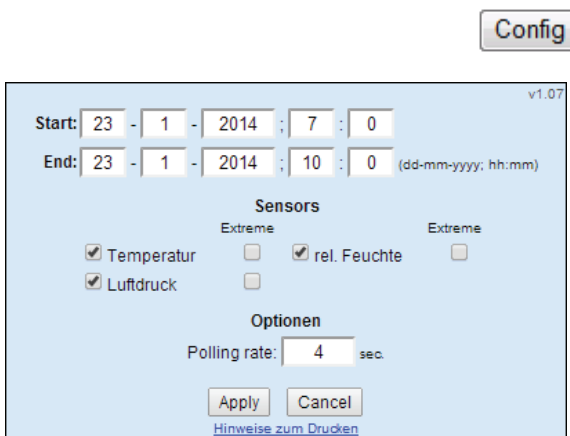 Config
v1.07
Start: 23 - 1 - 2014 ; 7 : 0
End: 23 - 1 - 2014 ; 10 : 0 (dd-mm-yyyy; hh:mm)
Sensors
Extreme Extreme
Temperatur rel. Feuchte
Luftdruck
Optionen
Polling rate: 4 sec.
Apply Cancel
Hinweise zum Drucken